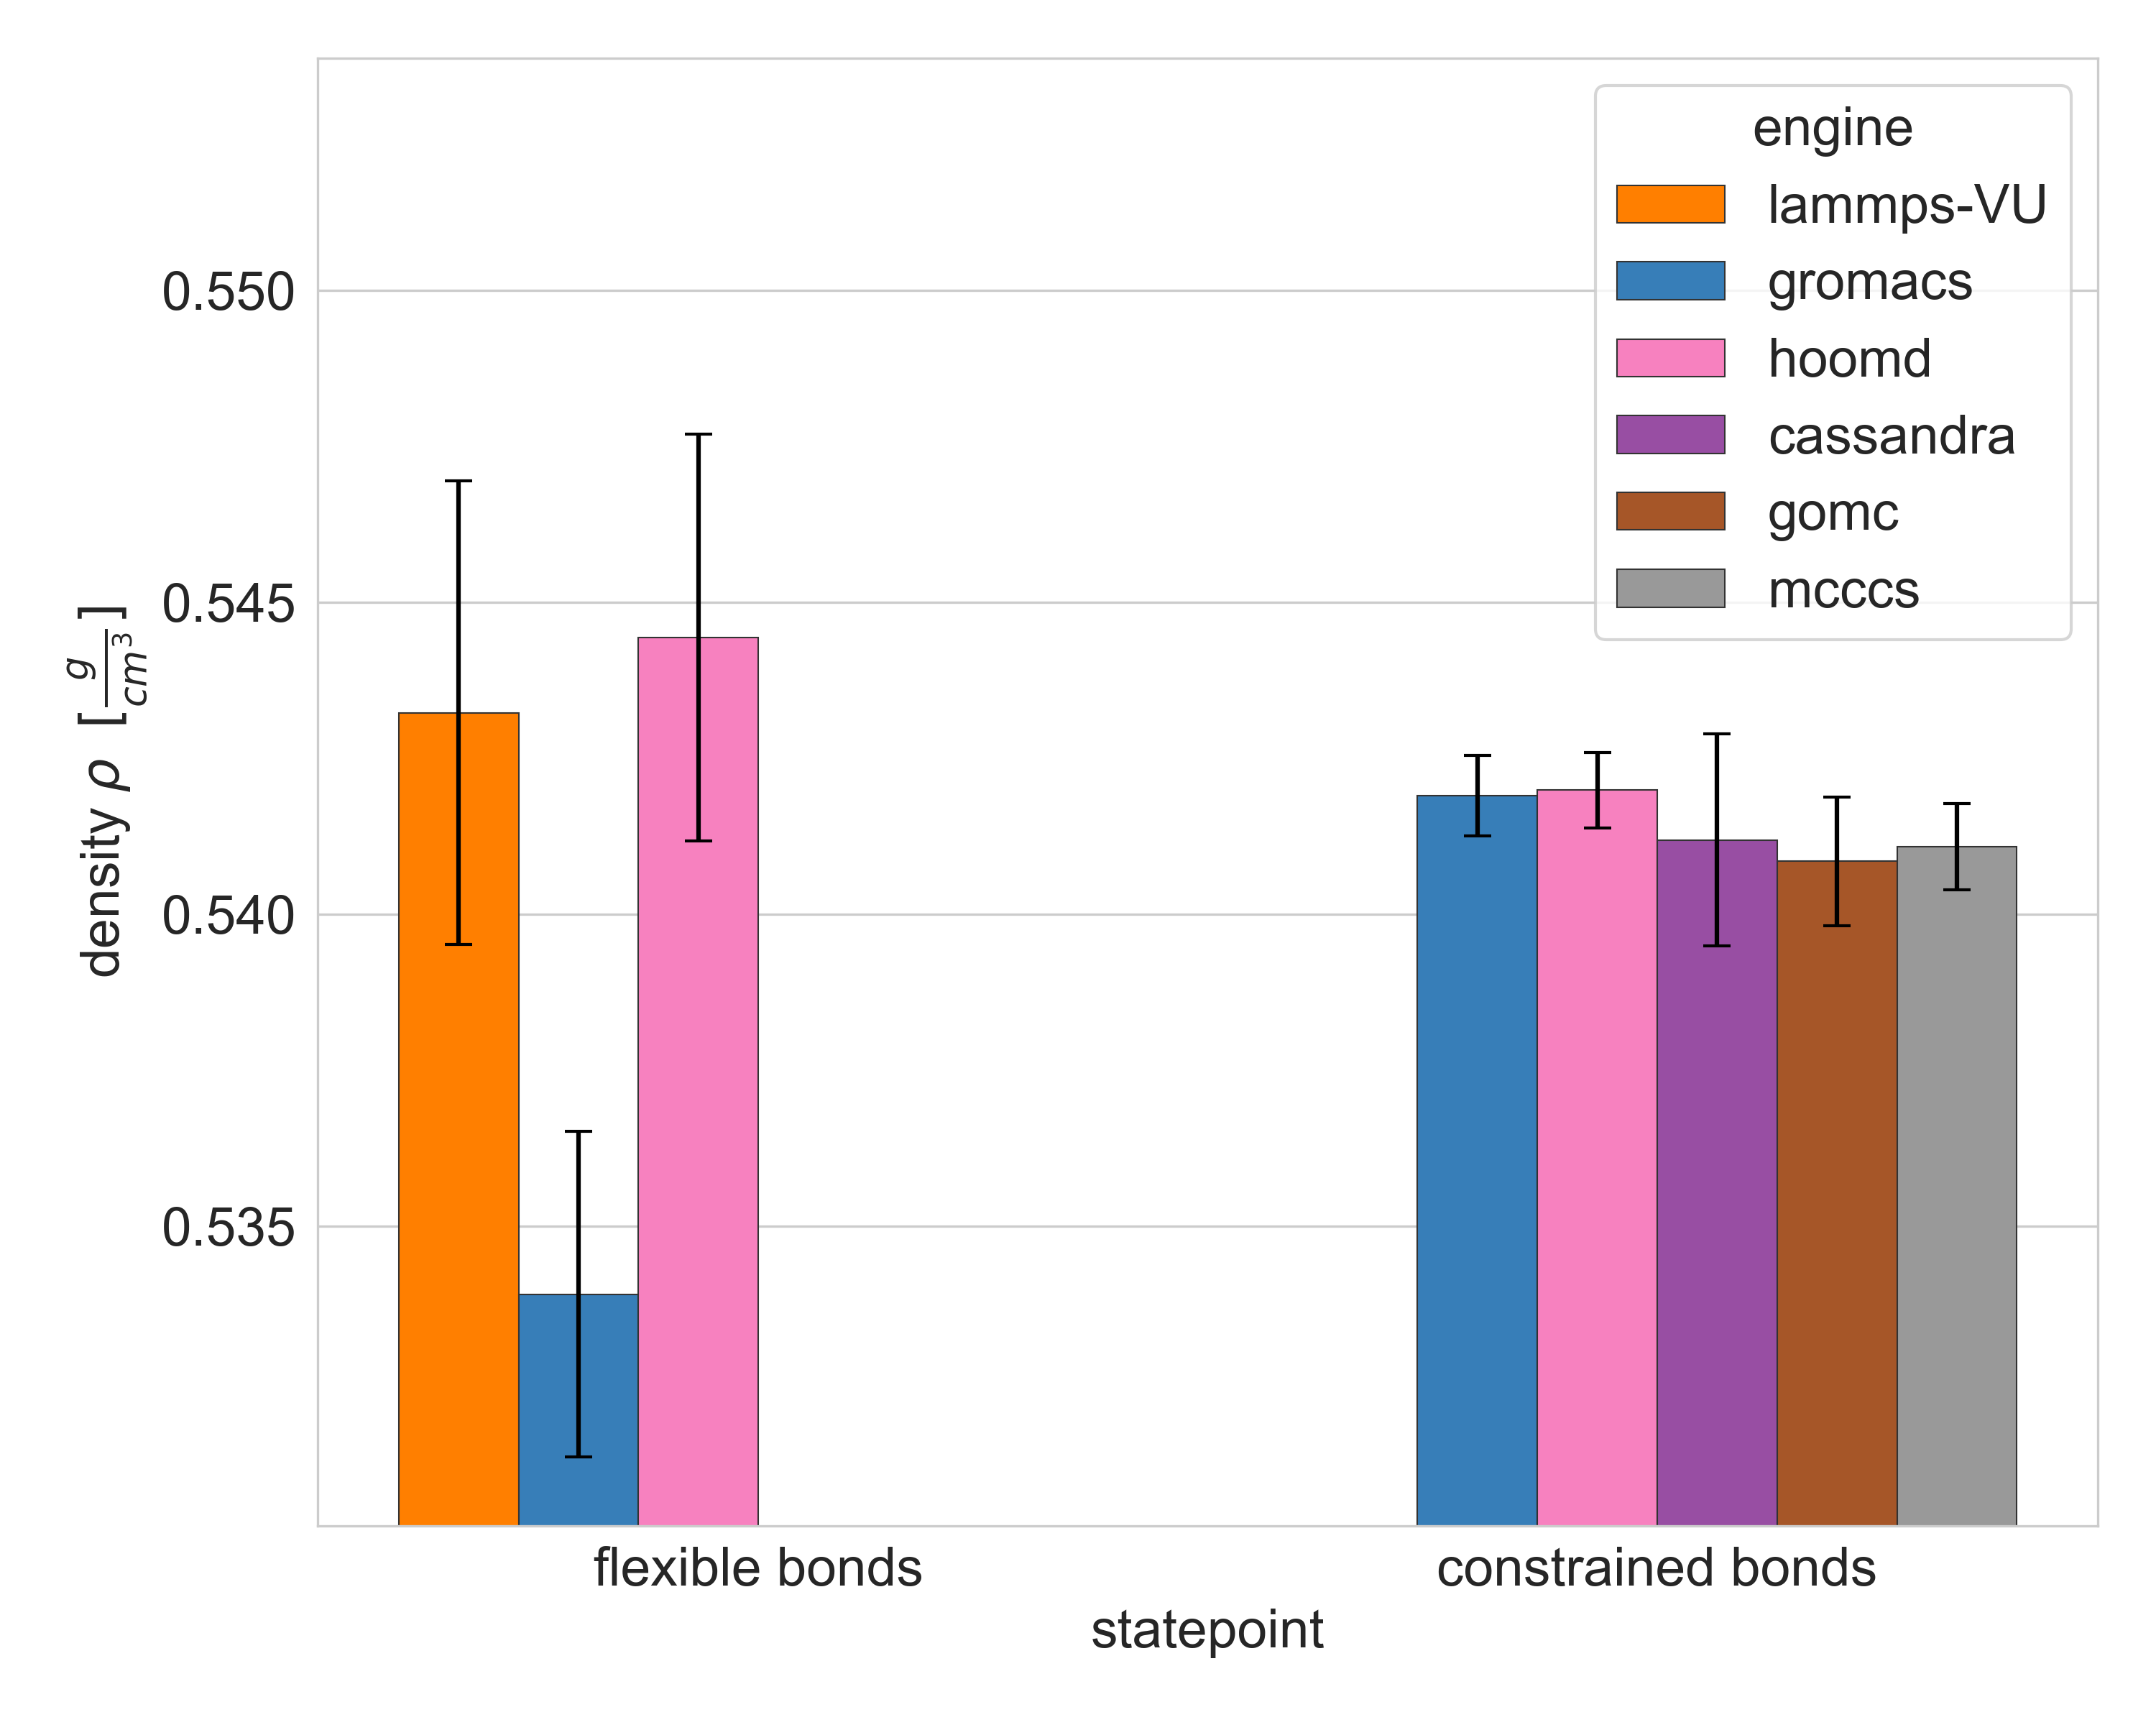 engine
lammps-VU
gromacs
hoomd
cassandra
gomc
mcccs
0.550
0.545
0.540
0.535
density ρ [g/cm³]
flexible bonds
constrained bonds
statepoint